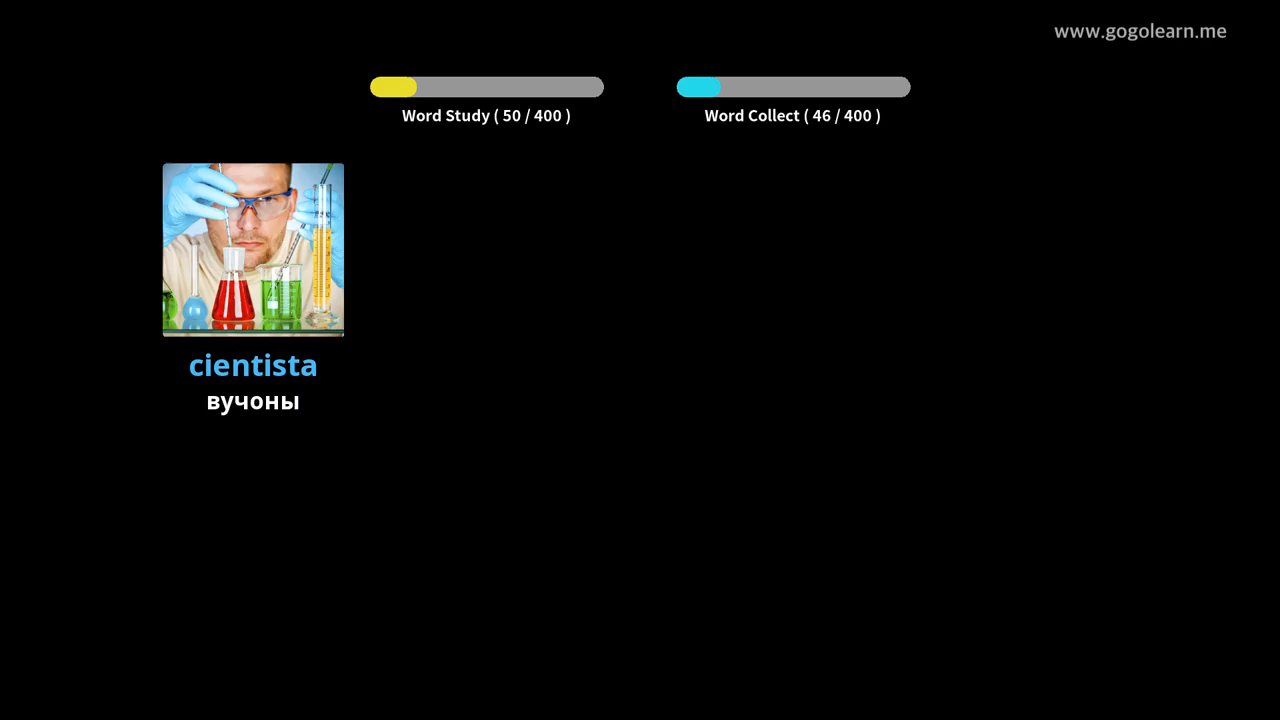 www.gogolearn.me
Word Study ( 50 / 400 )
Word Collect ( 46 / 400 )
cientista
вучоны